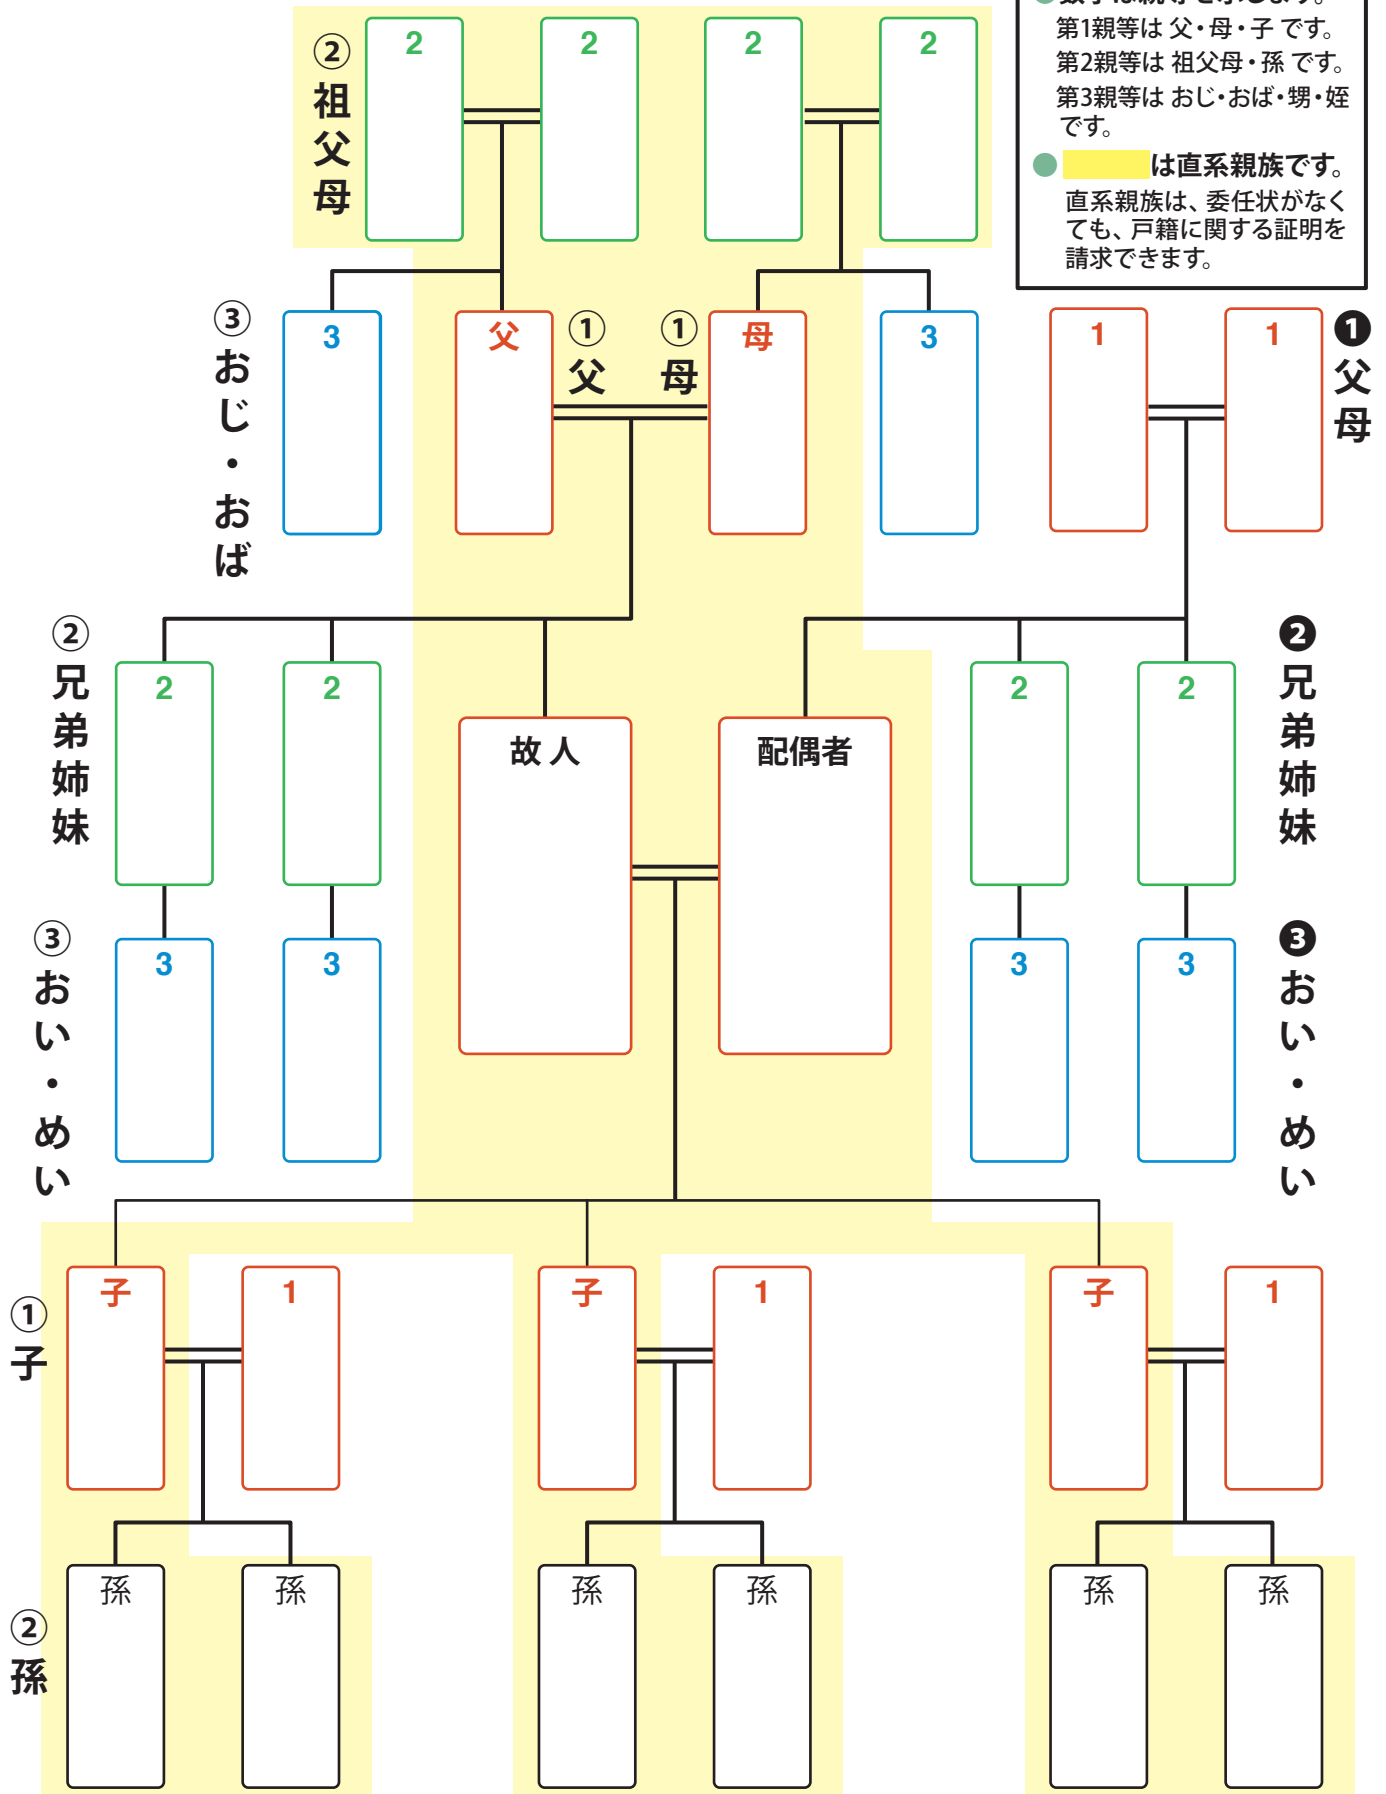 第1親等は 父・母・子 です。
第2親等は 祖父母・孫 です。
第3親等は おじ・おば・甥・姪
です。
は直系親族です。
直系親族は、委任状がなく
ても、戸籍に関する証明を
請求できます。
②祖父母
2
2
2
2
③おじ・おば
3
父
①父
①母
母
3
1
1
❶父母
②兄弟姉妹
2
2
故人
配偶者
2
2
❷兄弟姉妹
③おい・めい
3
3
3
3
❸おい・めい
①子
子
1
子
1
子
1
②孫
孫
孫
孫
孫
孫
孫